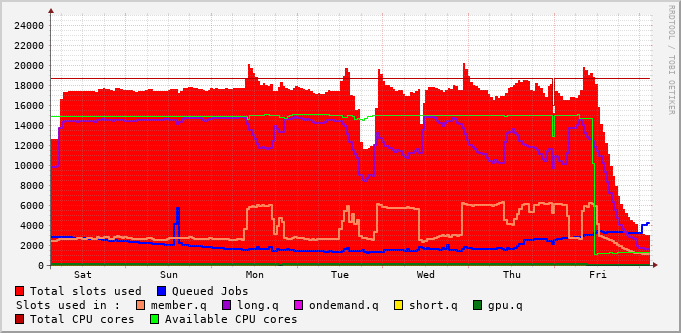 24000
22000
20000
18000
16000
14000
12000
10000
8000
6000
4000
2000
0
Sat Sun Mon Tue Wed Thu Fri
RRDTOOL / TOBI OETIKER
Total slots used Queued Jobs
Slots used in : member.q long.q ondemand.q short.q gpu.q
Total CPU cores Available CPU cores